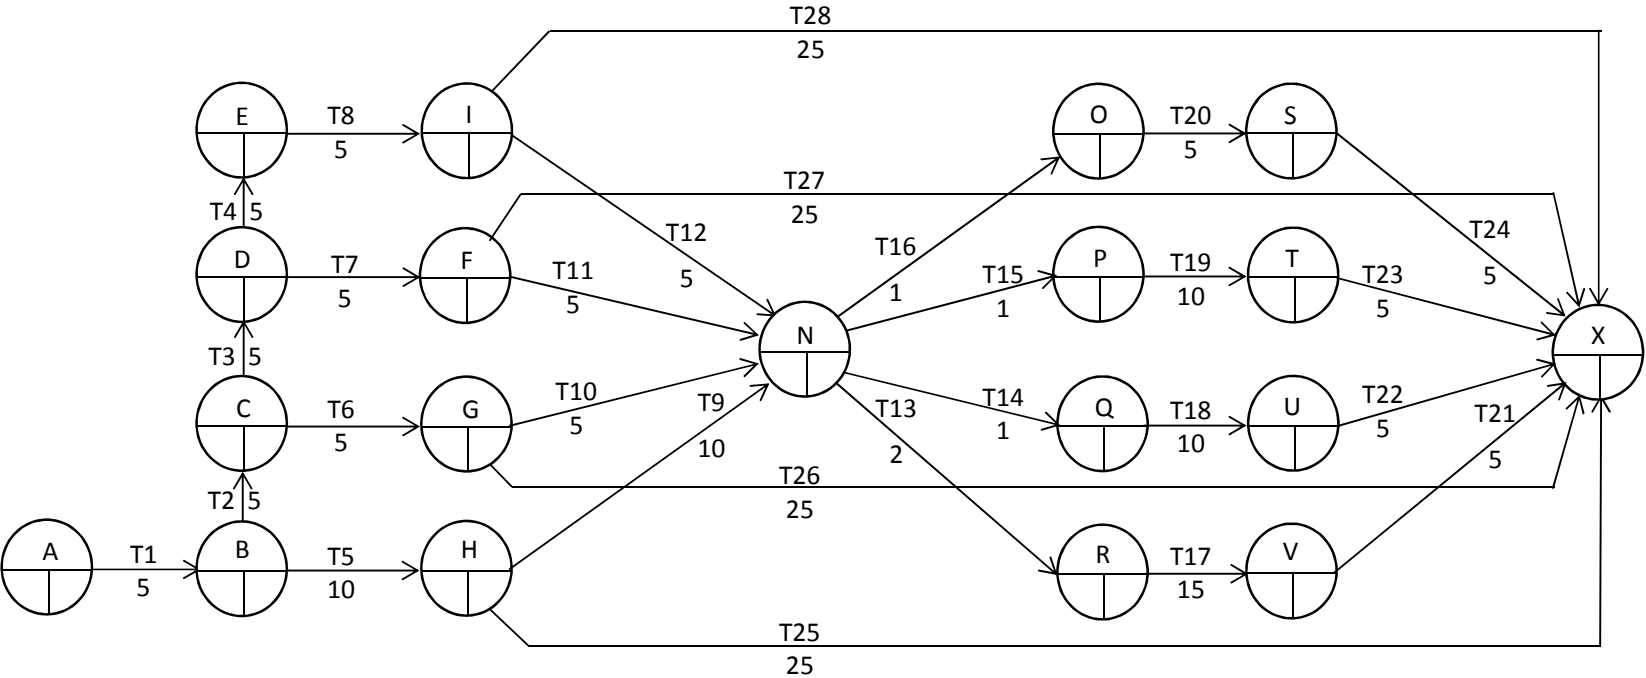 T28
25
E
T8
5
I
O
T20
5
S
T27
25
T4 5
T12
5
T16
1
T24
5
D
T7
5
F
T11
5
T15
1
P
T19
10
T
T23
5
N
X
T3 5
C
T6
5
G
T10
5
T9
10
T13
2
T14
1
Q
T18
10
U
T22
5
T21
5
T2 5
T26
25
A
T1
5
B
T5
10
H
R
T17
15
V
T25
25